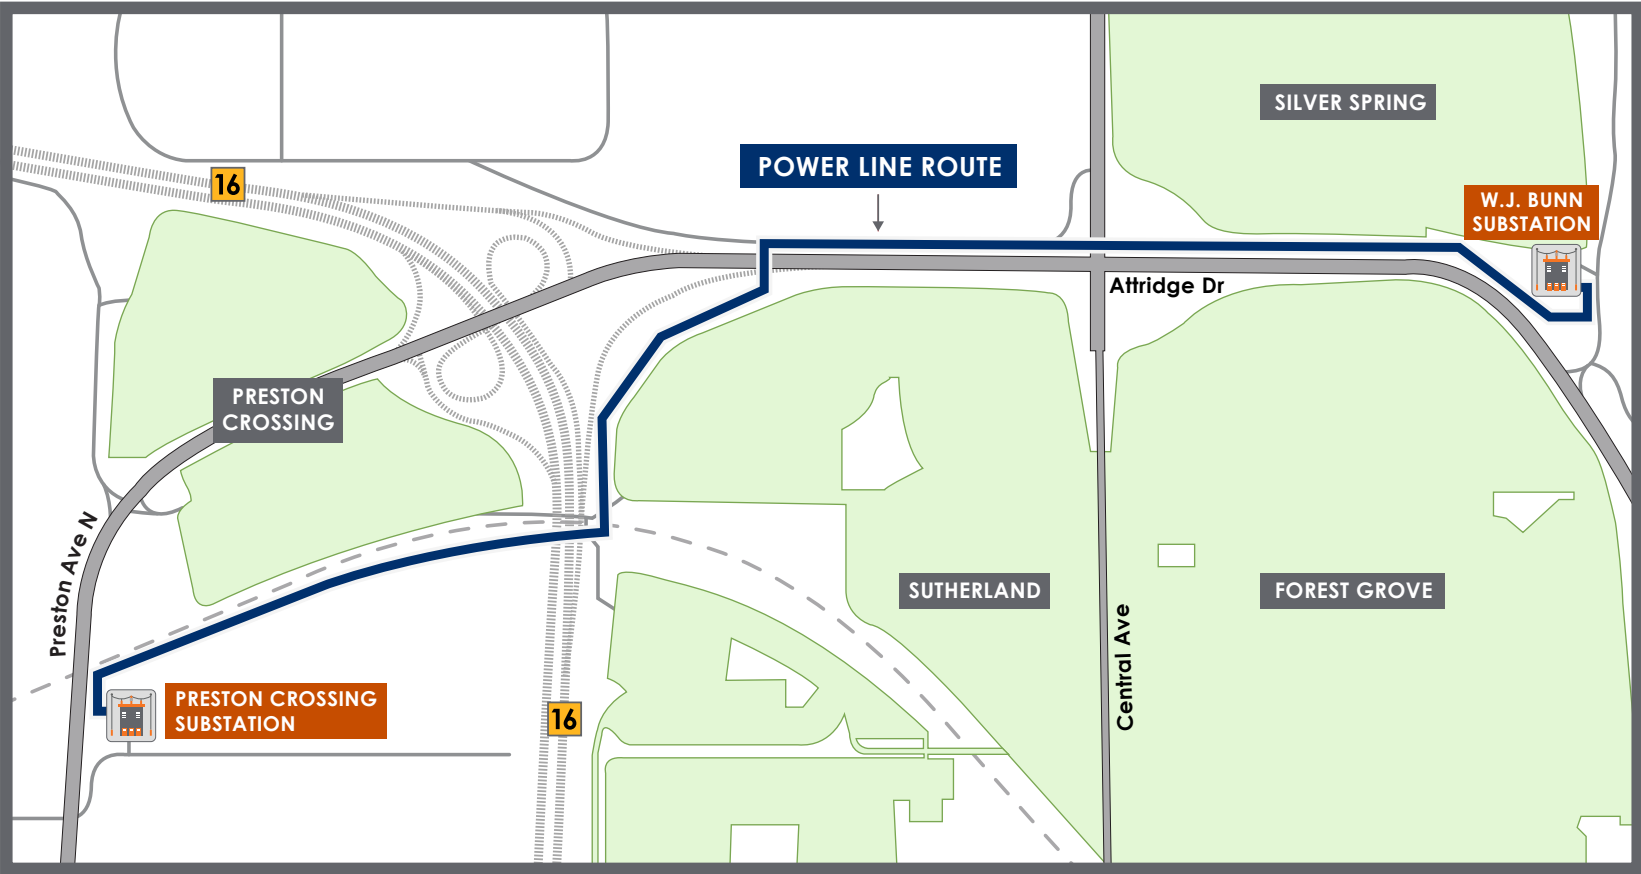 SILVER SPRING
16
POWER LINE ROUTE
W.J. BUNN
SUBSTATION
Attridge Dr
PRESTON
CROSSING
Preston Ave N
SUTHERLAND
FOREST GROVE
Central Ave
PRESTON CROSSING
SUBSTATION
16